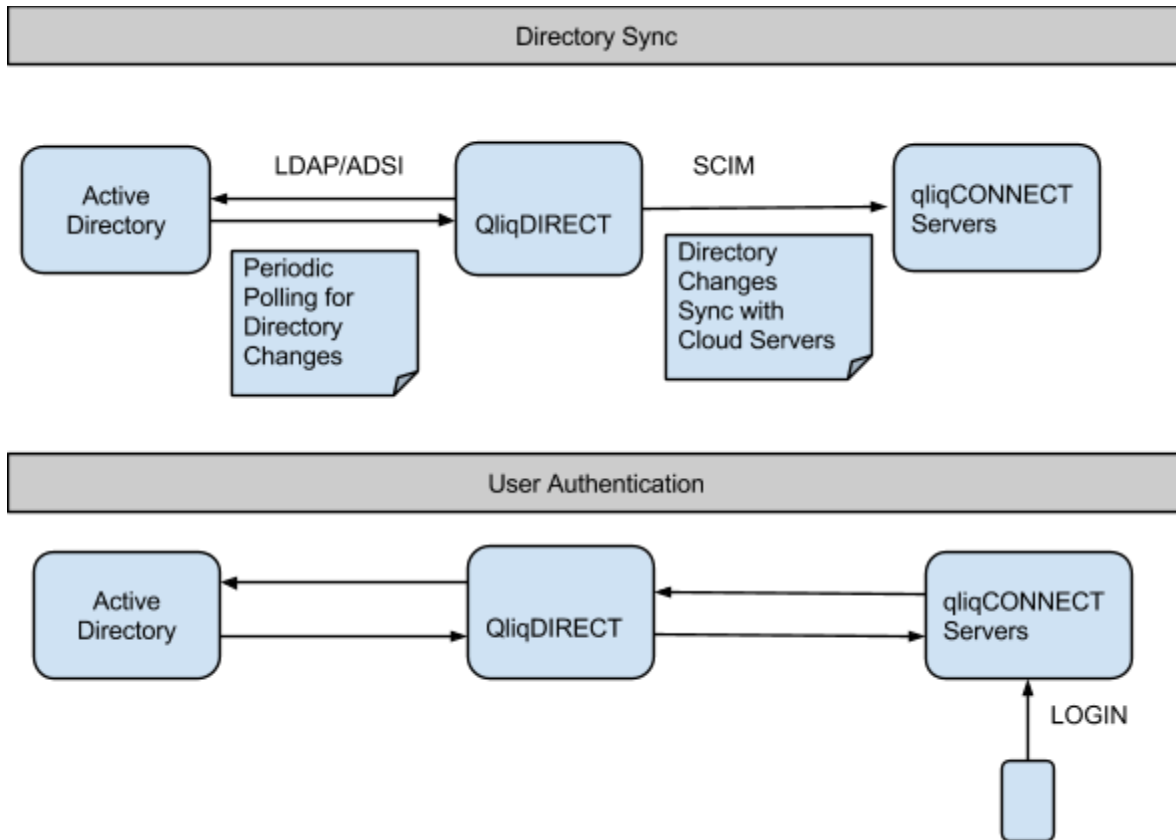 Directory Sync
LDAP/ADSI
SCIM
Active
Directory
QliqDIRECT
qliqCONNECT
Servers
Periodic
Polling for
Directory
Changes
Directory
Changes
Sync with
Cloud Servers
User Authentication
Active
Directory
QliqDIRECT
qliqCONNECT
Servers
LOGIN